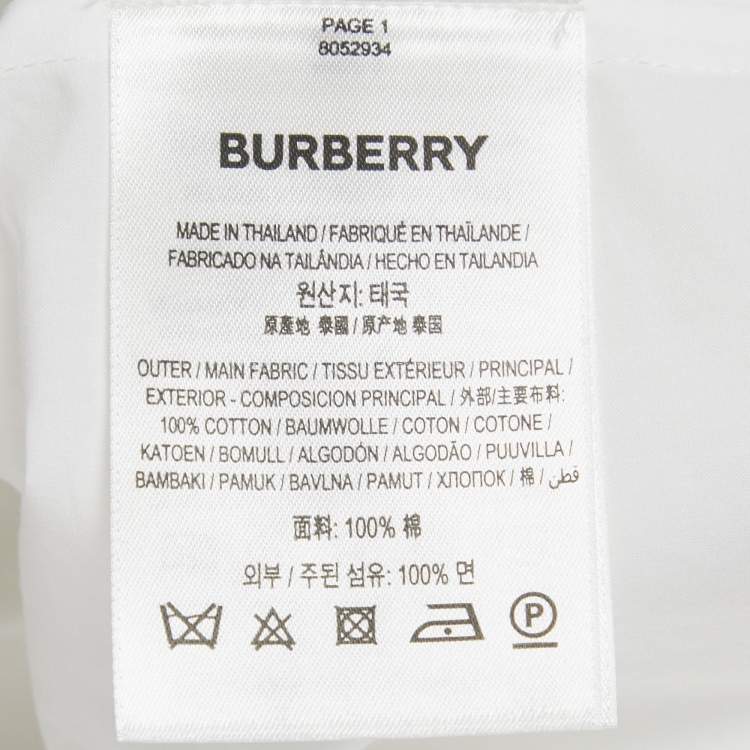 PAGE 1
8052934
BURBERRY
MADE IN THAILAND / FABRIQUÉ EN THAÏLANDE /
FABRICADO NA TAILÂNDIA / HECHO EN TAILANDIA
원산지: 태국
原產地 泰國 / 原产地 泰国
OUTER / MAIN FABRIC / TISSU EXTÉRIEUR / PRINCIPAL /
EXTERIOR - COMPOSICION PRINCIPAL / 外部/主要布料:
100% COTTON / BAUMWOLLE / COTON / COTONE /
KATOEN / BOMULL / ALGODÓN / ALGODÃO / PUUVILLA /
BAMBAKI / PAMUK / BAVLNA / PAMUT / ХЛОПОК / 棉 / قطن
面料: 100% 棉
외부 / 주된 섬유: 100% 면
P